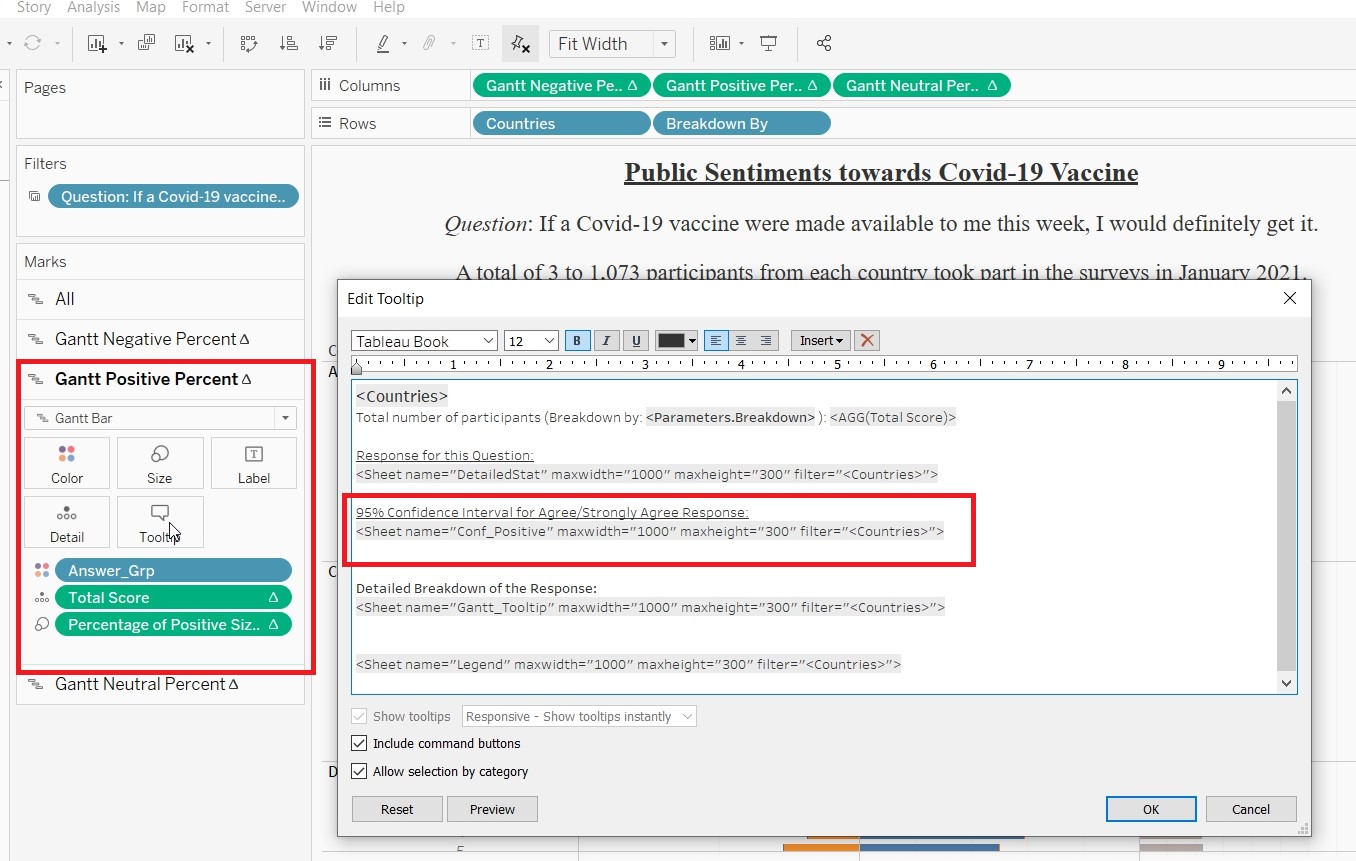 Story Analysis Map Format Server Window Help
Fit Width
Pages
Columns
Gantt Negative Pe.. Δ
Gantt Positive Per.. Δ
Gantt Neutral Per.. Δ
Rows
Countries
Breakdown By
Filters
Question: If a Covid-19 vaccine..
Marks
All
Gantt Negative Percent Δ
Gantt Positive Percent Δ
Gantt Bar
Color
Size
Label
Detail
Tooltip
Answer_Grp
Total Score Δ
Percentage of Positive Siz.. Δ
Gantt Neutral Percent Δ
Public Sentiments towards Covid-19 Vaccine
Question: If a Covid-19 vaccine were made available to me this week, I would definitely get it.
A total of 3 to 1,073 participants from each country took part in the surveys in January 2021.
Edit Tooltip
Tableau Book
12
B
I
U
Insert
1 2 3 4 5 6 7 8 9
<Countries>
Total number of participants (Breakdown by: <Parameters.Breakdown> ): <AGG(Total Score)>
Response for this Question:
<Sheet name="DetailedStat" maxwidth="1000" maxheight="300" filter="<Countries>">
95% Confidence Interval for Agree/Strongly Agree Response:
<Sheet name="Conf_Positive" maxwidth="1000" maxheight="300" filter="<Countries>">
Detailed Breakdown of the Response:
<Sheet name="Gantt_Tooltip" maxwidth="1000" maxheight="300" filter="<Countries>">
<Sheet name="Legend" maxwidth="1000" maxheight="300" filter="<Countries>">
Show tooltips
Responsive - Show tooltips instantly
Include command buttons
Allow selection by category
Reset
Preview
OK
Cancel